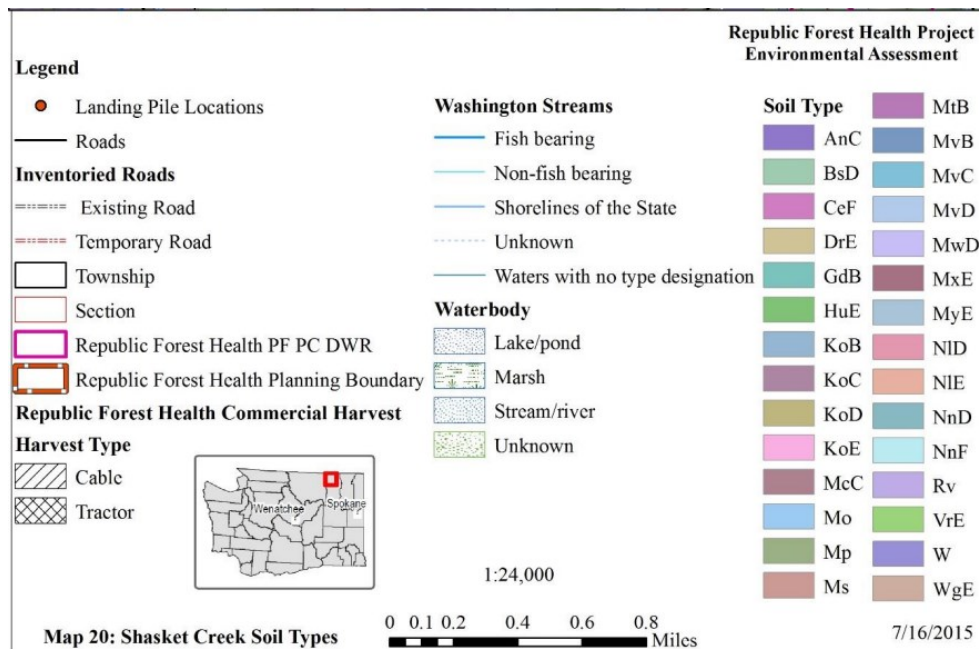 Republic Forest Health Project
Environmental Assessment
Legend
Landing Pile Locations
Roads
Inventoried Roads
Existing Road
Temporary Road
Township
Section
Republic Forest Health PF PC DWR
Republic Forest Health Planning Boundary
Republic Forest Health Commercial Harvest
Harvest Type
Cable
Tractor
Wenatchee
Spokane
Washington Streams
Fish bearing
Non-fish bearing
Shorelines of the State
Unknown
Waters with no type designation
Waterbody
Lake/pond
Marsh
Stream/river
Unknown
Soil Type
AnC
BsD
CeF
DrE
GdB
HuE
KoB
KoC
KoD
KoE
McC
Mo
Mp
Ms
MtB
MvB
MvC
MvD
MwD
MxE
MyE
NlD
NlE
NnD
NnF
Rv
VrE
W
WgE
1:24,000
0 0.1 0.2 0.4 0.6 0.8
Miles
Map 20: Shasket Creek Soil Types
7/16/2015